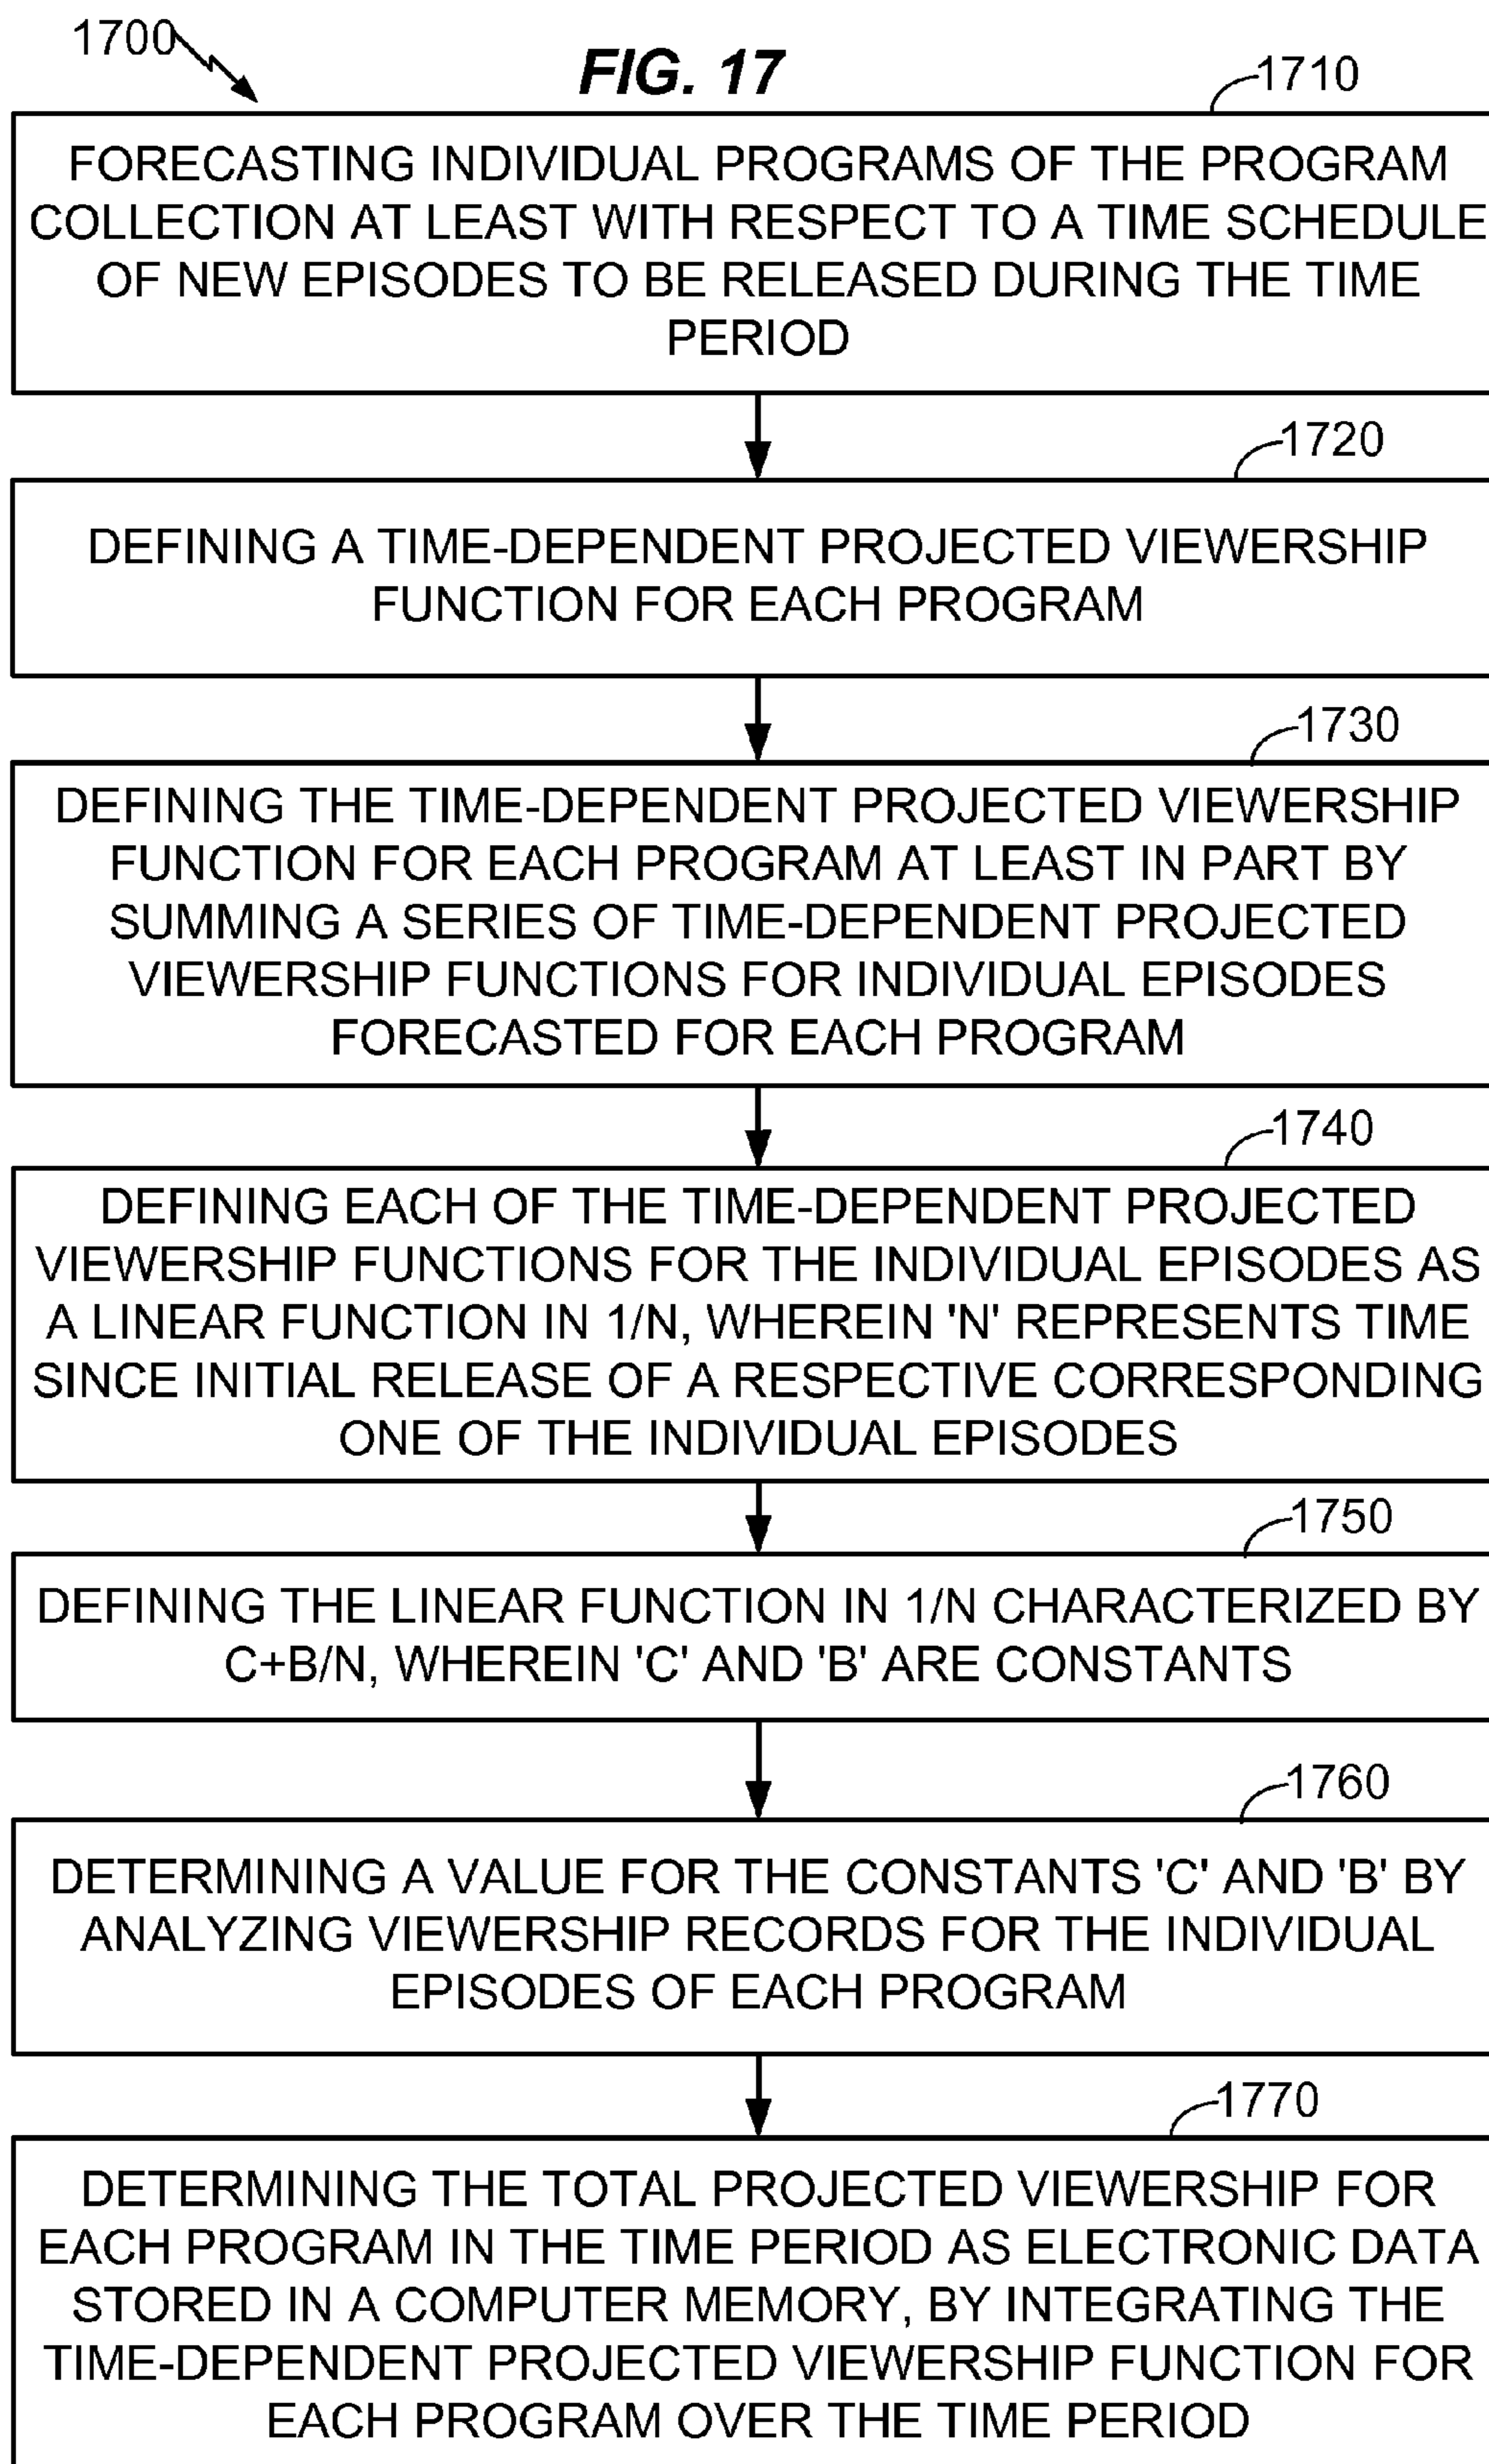 1700
FIG. 17
1710
FORECASTING INDIVIDUAL PROGRAMS OF THE PROGRAM
COLLECTION AT LEAST WITH RESPECT TO A TIME SCHEDULE
OF NEW EPISODES TO BE RELEASED DURING THE TIME
PERIOD
1720
DEFINING A TIME-DEPENDENT PROJECTED VIEWERSHIP
FUNCTION FOR EACH PROGRAM
1730
DEFINING THE TIME-DEPENDENT PROJECTED VIEWERSHIP
FUNCTION FOR EACH PROGRAM AT LEAST IN PART BY
SUMMING A SERIES OF TIME-DEPENDENT PROJECTED
VIEWERSHIP FUNCTIONS FOR INDIVIDUAL EPISODES
FORECASTED FOR EACH PROGRAM
1740
DEFINING EACH OF THE TIME-DEPENDENT PROJECTED
VIEWERSHIP FUNCTIONS FOR THE INDIVIDUAL EPISODES AS
A LINEAR FUNCTION IN 1/N, WHEREIN 'N' REPRESENTS TIME
SINCE INITIAL RELEASE OF A RESPECTIVE CORRESPONDING
ONE OF THE INDIVIDUAL EPISODES
1750
DEFINING THE LINEAR FUNCTION IN 1/N CHARACTERIZED BY
C+B/N, WHEREIN 'C' AND 'B' ARE CONSTANTS
1760
DETERMINING A VALUE FOR THE CONSTANTS 'C' AND 'B' BY
ANALYZING VIEWERSHIP RECORDS FOR THE INDIVIDUAL
EPISODES OF EACH PROGRAM
1770
DETERMINING THE TOTAL PROJECTED VIEWERSHIP FOR
EACH PROGRAM IN THE TIME PERIOD AS ELECTRONIC DATA
STORED IN A COMPUTER MEMORY, BY INTEGRATING THE
TIME-DEPENDENT PROJECTED VIEWERSHIP FUNCTION FOR
EACH PROGRAM OVER THE TIME PERIOD